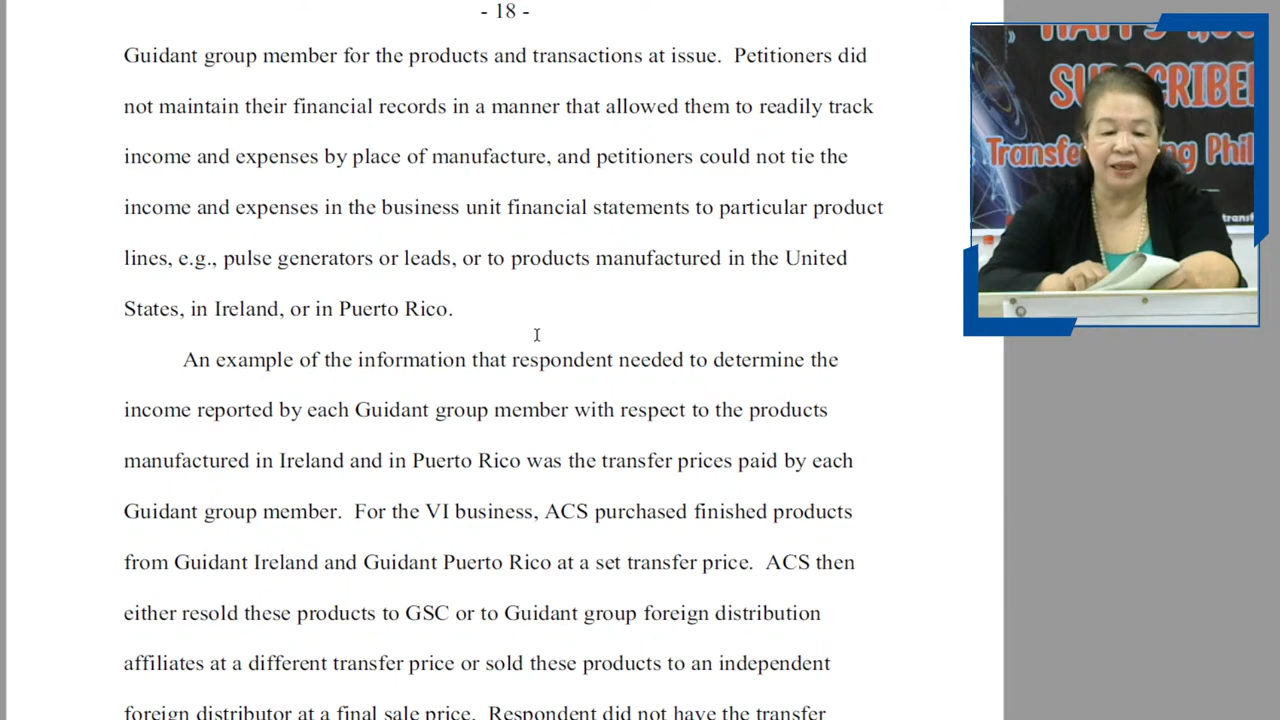 - 18 -
Guidant group member for the products and transactions at issue. Petitioners did
not maintain their financial records in a manner that allowed them to readily track
income and expenses by place of manufacture, and petitioners could not tie the
income and expenses in the business unit financial statements to particular product
lines, e.g., pulse generators or leads, or to products manufactured in the United
States, in Ireland, or in Puerto Rico.
An example of the information that respondent needed to determine the
income reported by each Guidant group member with respect to the products
manufactured in Ireland and in Puerto Rico was the transfer prices paid by each
Guidant group member. For the VI business, ACS purchased finished products
from Guidant Ireland and Guidant Puerto Rico at a set transfer price. ACS then
either resold these products to GSC or to Guidant group foreign distribution
affiliates at a different transfer price or sold these products to an independent
foreign distributor at a final sale price. Respondent did not have the transfer